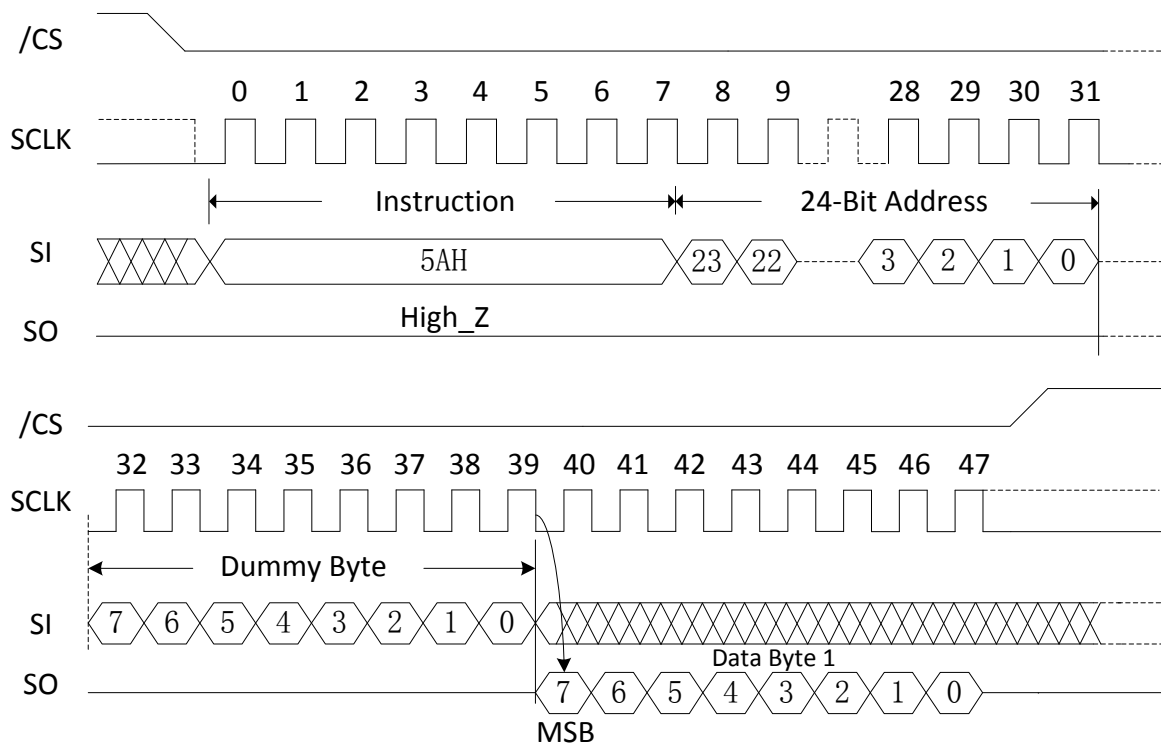 /CS
0 1 2 3 4 5 6 7 8 9 28 29 30 31
SCLK
Instruction 24-Bit Address
SI 5AH 23 22 3 2 1 0
High_Z
SO
/CS
32 33 34 35 36 37 38 39 40 41 42 43 44 45 46 47
SCLK
Dummy Byte
SI 7 6 5 4 3 2 1 0
Data Byte 1
SO 7 6 5 4 3 2 1 0
MSB